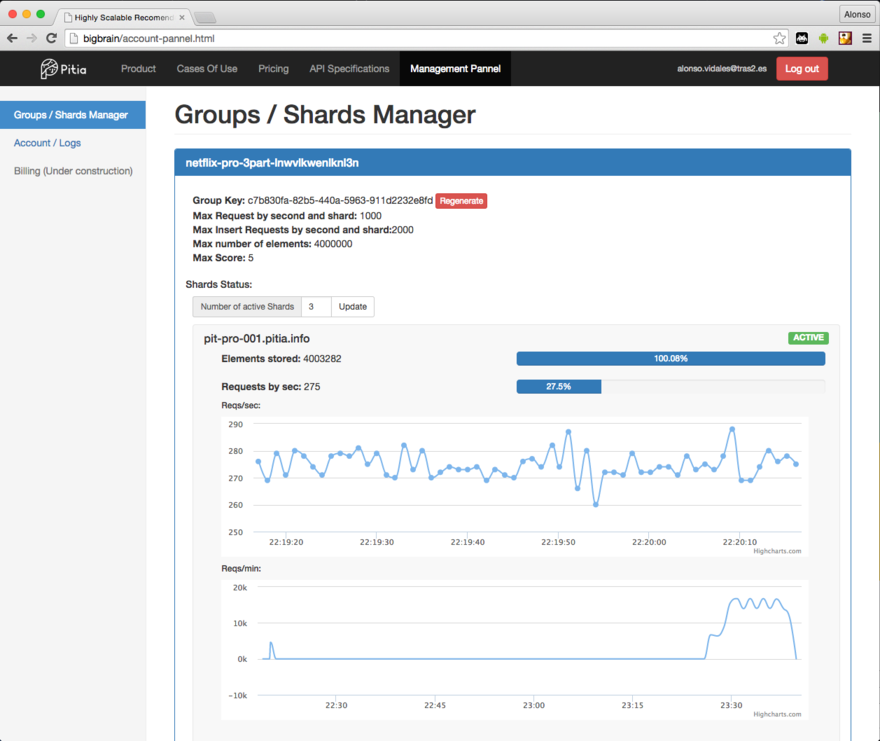 Highly Scalable Recomend
Alonso
bigbrain/account-pannel.html
Pitia
Product
Cases Of Use
Pricing
API Specifications
Management Pannel
alonso.vidales@tras2.es
Log out
Groups / Shards Manager
Account / Logs
Billing (Under construction)
Groups / Shards Manager
netflix-pro-3part-lnwvlkwenlknl3n
Group Key: c7b830fa-82b5-440a-5963-911d2232e8fd Regenerate
Max Request by second and shard: 1000
Max Insert Requests by second and shard:2000
Max number of elements: 4000000
Max Score: 5
Shards Status:
Number of active Shards 3 Update
pit-pro-001.pitia.info ACTIVE
Elements stored: 4003282 100.08%
Requests by sec: 275 27.5%
Reqs/sec:
290
280
270
260
250
22:19:20 22:19:30 22:19:40 22:19:50 22:20:00 22:20:10
Highcharts.com
Reqs/min:
20k
10k
0k
-10k
22:30 22:45 23:00 23:15 23:30
Highcharts.com